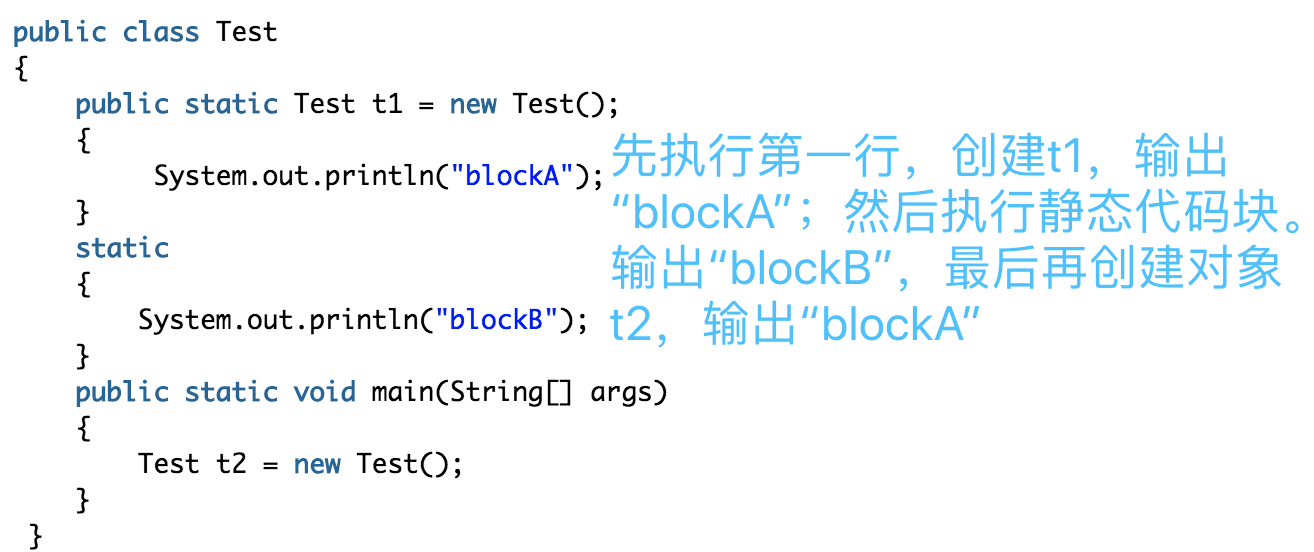 public class Test
{
public static Test t1 = new Test();
{
System.out.println("blockA");
}
static
{
System.out.println("blockB");
}
public static void main(String[] args)
{
Test t2 = new Test();
}
}
先执行第一行，创建t1，输出
“blockA”；然后执行静态代码块。
输出“blockB”，最后再创建对象
t2，输出“blockA”